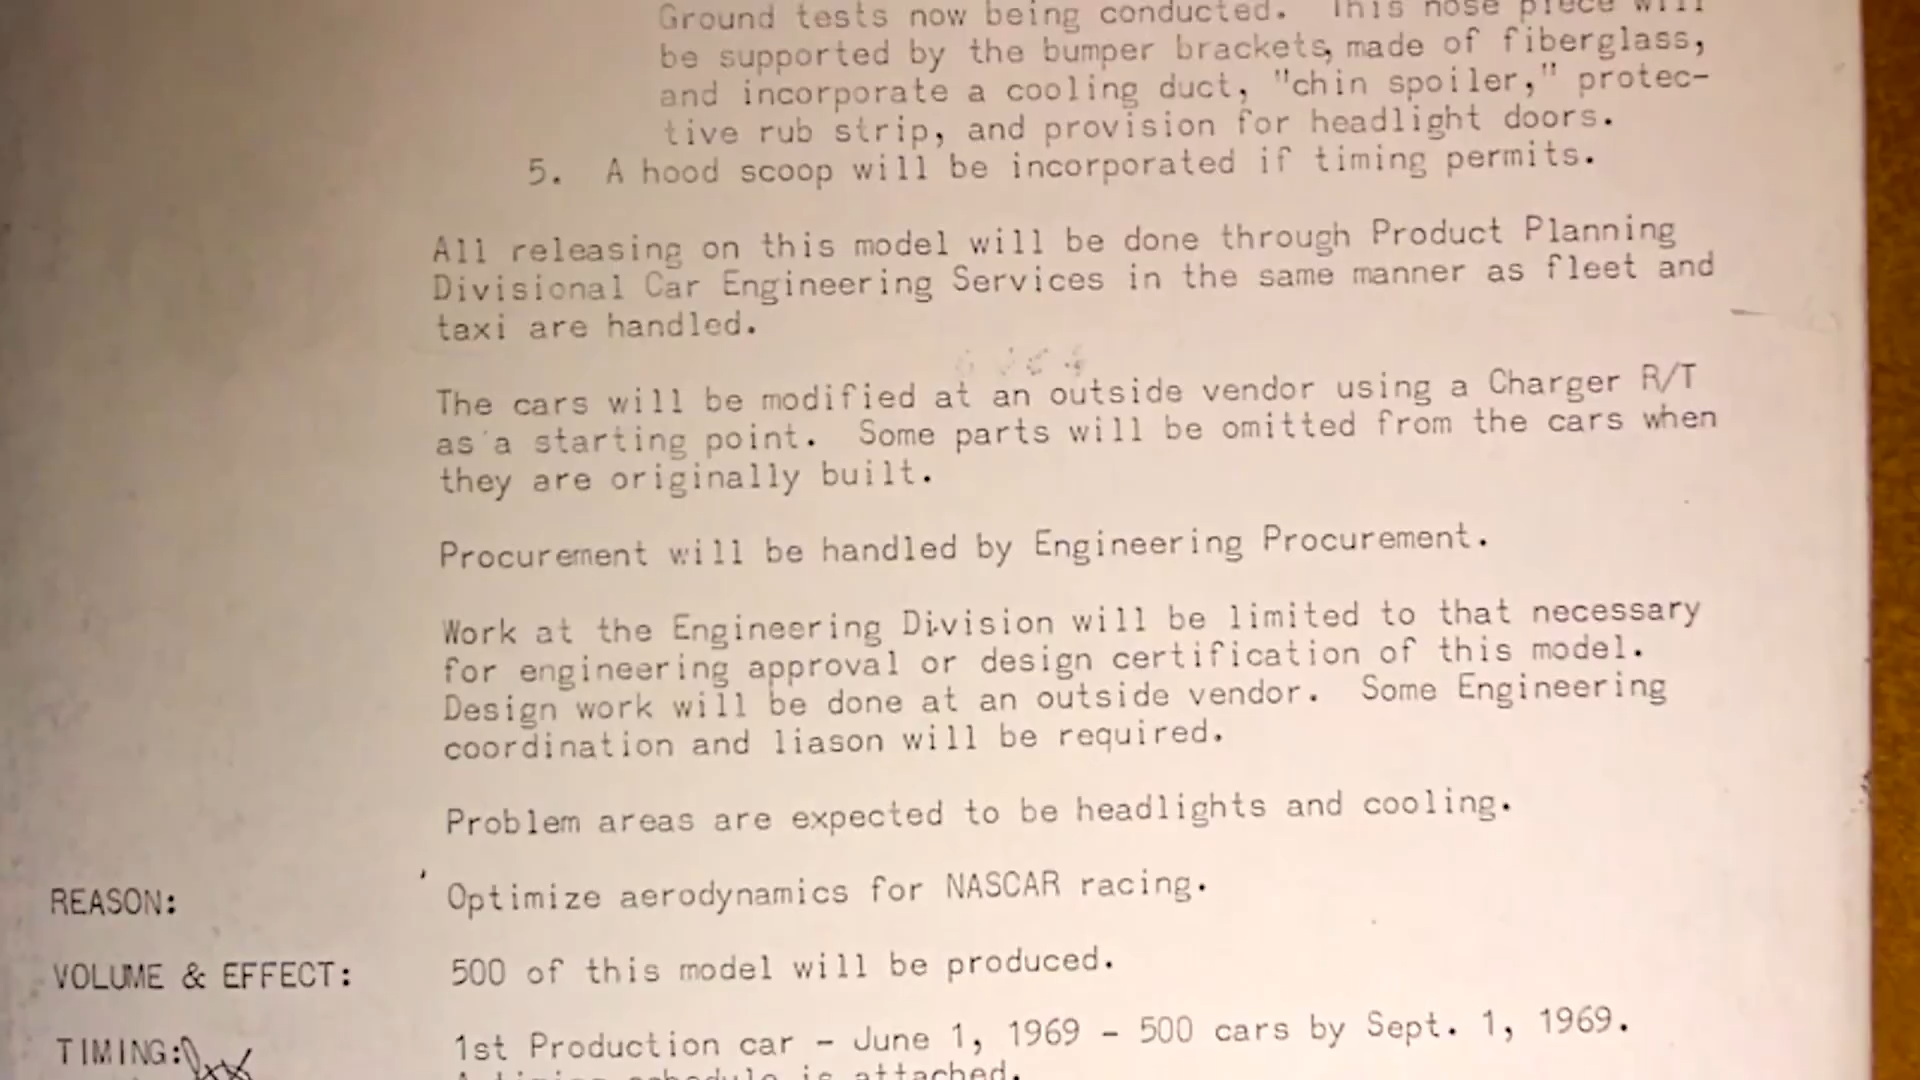 Ground tests now being conducted. This nose piece will
be supported by the bumper brackets, made of fiberglass,
and incorporate a cooling duct, "chin spoiler," protec-
tive rub strip, and provision for headlight doors.
5. A hood scoop will be incorporated if timing permits.
All releasing on this model will be done through Product Planning
Divisional Car Engineering Services in the same manner as fleet and
taxi are handled.
The cars will be modified at an outside vendor using a Charger R/T
as a starting point. Some parts will be omitted from the cars when
they are originally built.
Procurement will be handled by Engineering Procurement.
Work at the Engineering Division will be limited to that necessary
for engineering approval or design certification of this model.
Design work will be done at an outside vendor. Some Engineering
coordination and liason will be required.
Problem areas are expected to be headlights and cooling.
REASON: Optimize aerodynamics for NASCAR racing.
VOLUME & EFFECT: 500 of this model will be produced.
TIMING: 1st Production car - June 1, 1969 - 500 cars by Sept. 1, 1969.
A timing schedule is attached.